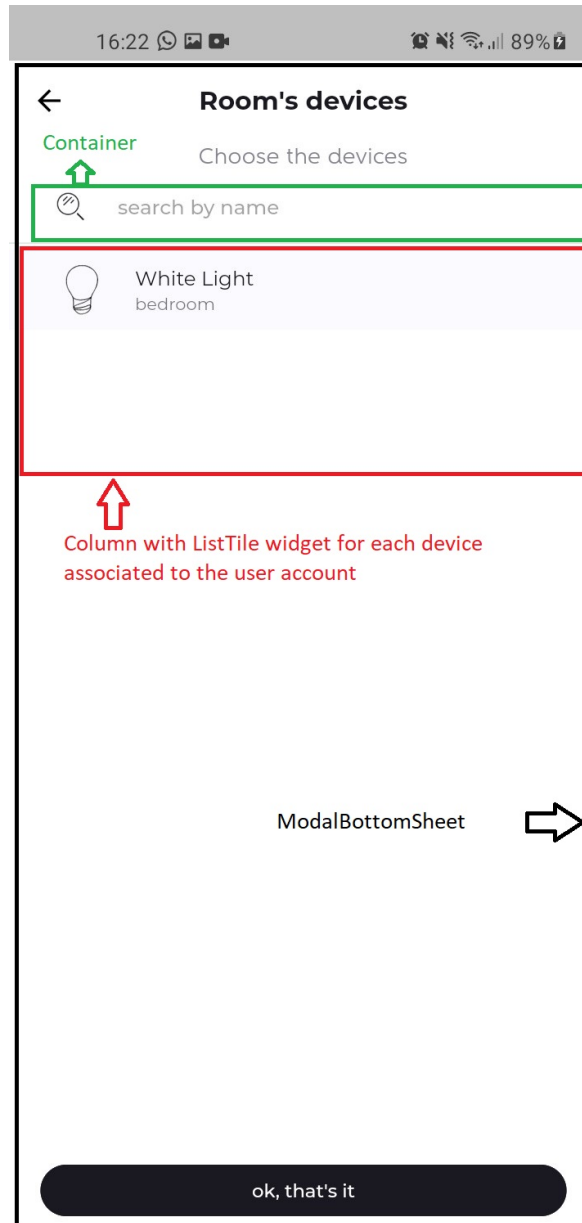 16:22 89%
Room's devices
Container
Choose the devices
search by name
White Light
bedroom
Column with ListTile widget for each device
associated to the user account
ModalBottomSheet
ok, that's it